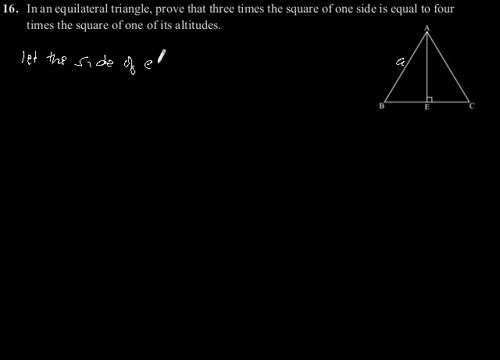 16. In an equilateral triangle, prove that three times the square of one side is equal to four
times the square of one of its altitudes.
A
let the side of e
a
B E C